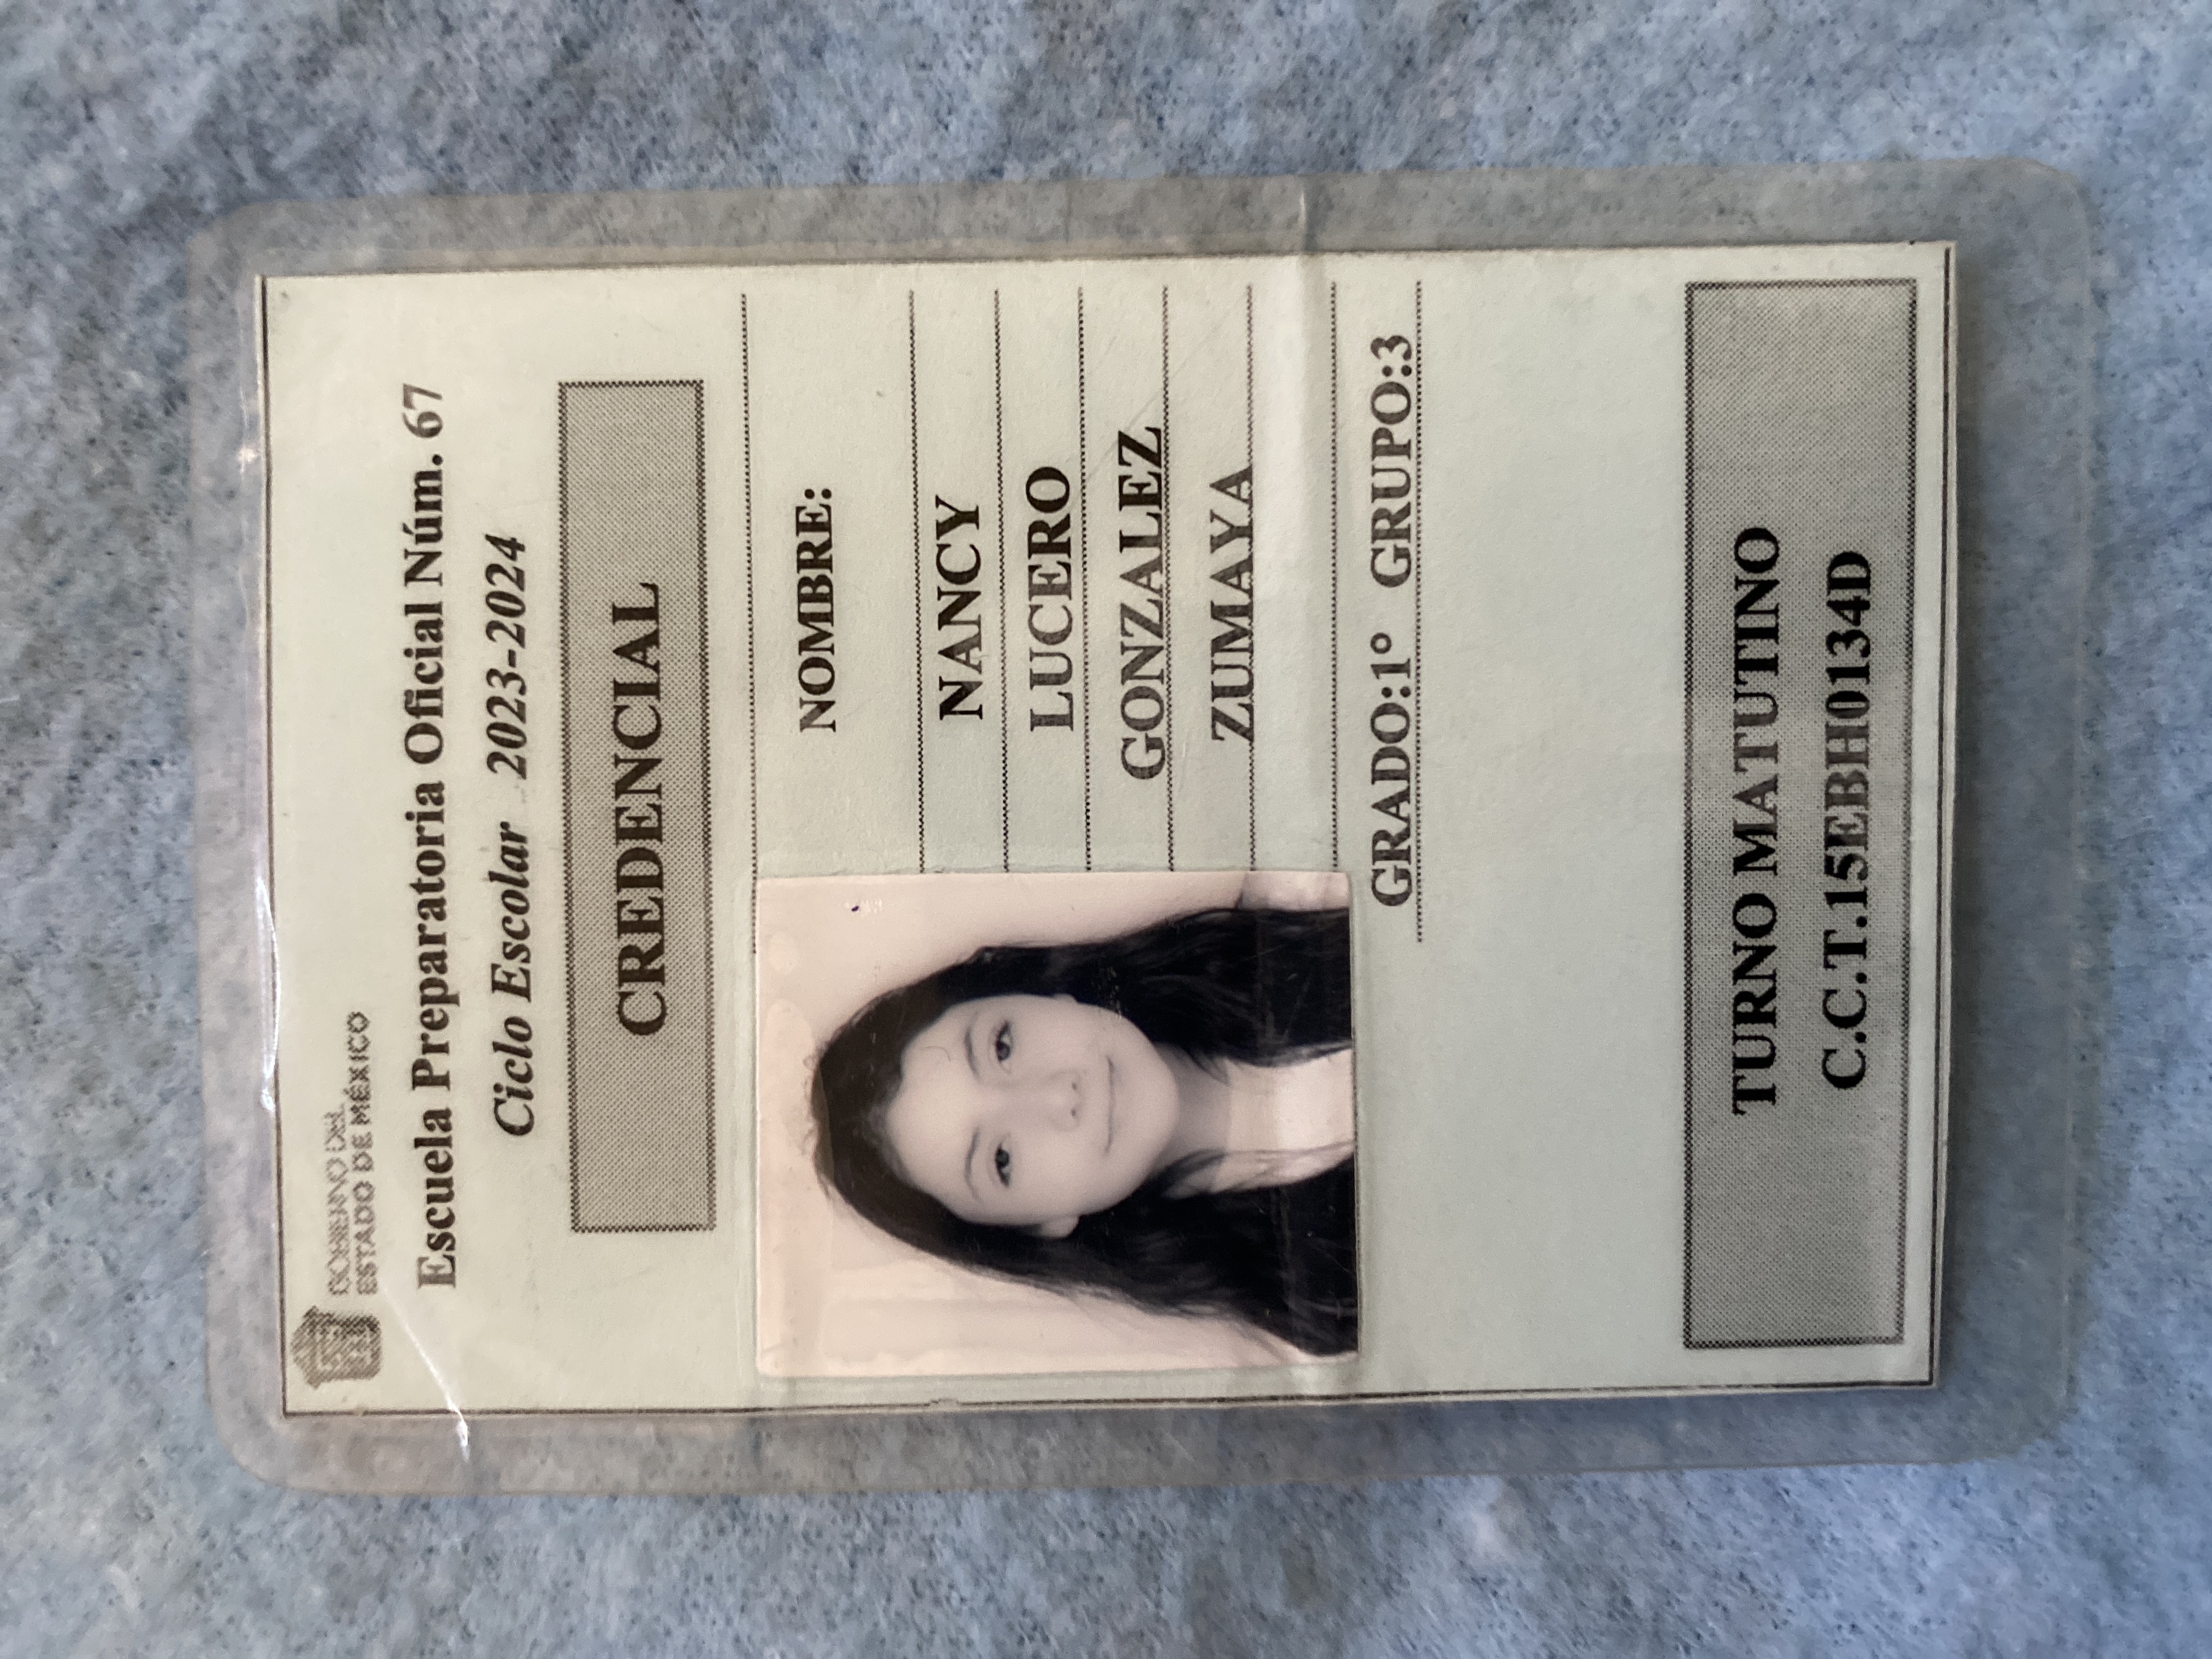 GOBIERNO DEL
ESTADO DE MÉXICO
Escuela Preparatoria Oficial Núm. 67
Ciclo Escolar 2023-2024
CREDENCIAL
NOMBRE:
NANCY
LUCERO
GONZALEZ
ZUMAYA
GRADO:1° GRUPO:3
TURNO MATUTINO
C.C.T.15EBH0134D